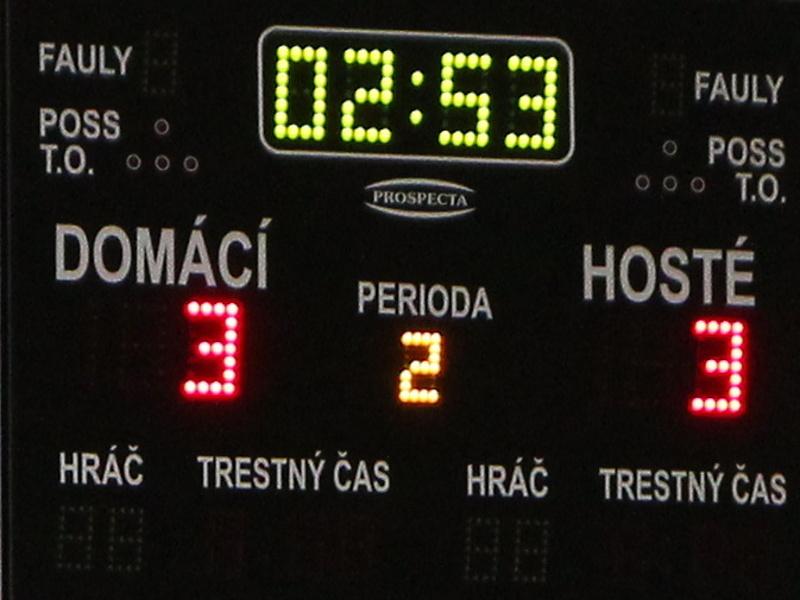 FAULY
02:53
FAULY
POSS
T.O.
POSS
T.O.
PROSPECTA
DOMÁCÍ
HOSTÉ
PERIODA
3
2
3
HRÁČ
TRESTNÝ ČAS
HRÁČ
TRESTNÝ ČAS